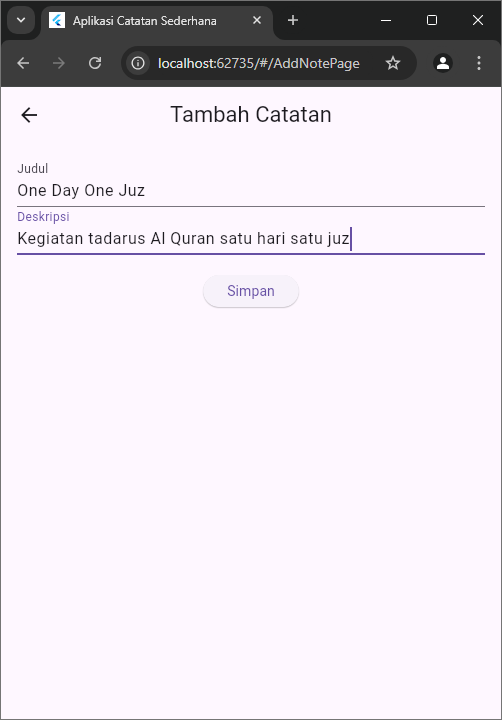 Aplikasi Catatan Sederhana
localhost:62735/#/AddNotePage
Tambah Catatan
Judul
One Day One Juz
Deskripsi
Kegiatan tadarus Al Quran satu hari satu juz
Simpan